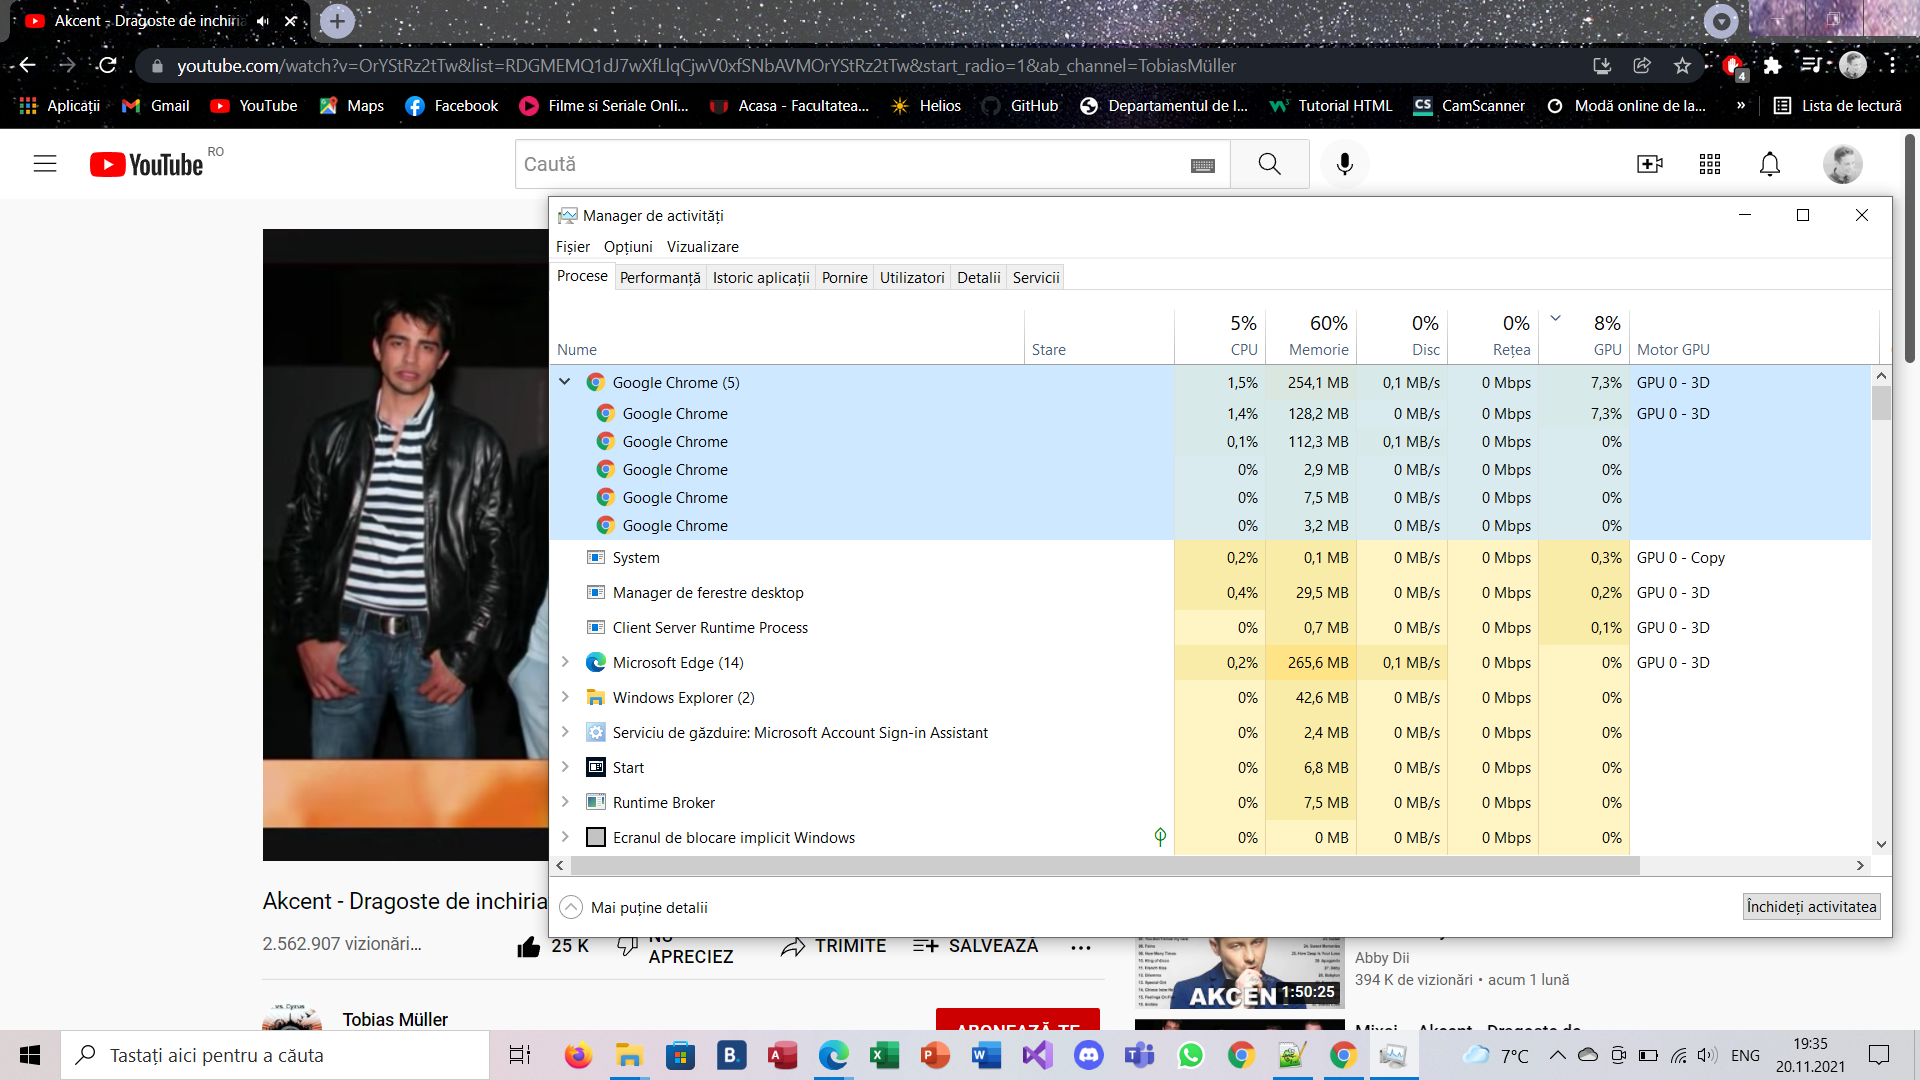 Akcent - Dragoste de inchiria
youtube.com/watch?v=OrYStRz2tTw&list=RDGMEMQ1dJ7wXfLlqCjwV0xfSNbAVMOrYStRz2tTw&start_radio=1&ab_channel=TobiasMüller
4
Aplicații Gmail YouTube Maps Facebook Filme si Seriale Onli... Acasa - Facultatea... Helios GitHub Departamentul de I... Tutorial HTML CS CamScanner Modă online de la... » Lista de lectură
YouTube RO
Caută
Manager de activități
Fișier Opțiuni Vizualizare
Procese Performanță Istoric aplicații Pornire Utilizatori Detalii Servicii
5% 60% 0% 0% 8%
Nume Stare CPU Memorie Disc Rețea GPU Motor GPU
Google Chrome (5) 1,5% 254,1 MB 0,1 MB/s 0 Mbps 7,3% GPU 0 - 3D
Google Chrome 1,4% 128,2 MB 0 MB/s 0 Mbps 7,3% GPU 0 - 3D
Google Chrome 0,1% 112,3 MB 0,1 MB/s 0 Mbps 0%
Google Chrome 0% 2,9 MB 0 MB/s 0 Mbps 0%
Google Chrome 0% 7,5 MB 0 MB/s 0 Mbps 0%
Google Chrome 0% 3,2 MB 0 MB/s 0 Mbps 0%
System 0,2% 0,1 MB 0 MB/s 0 Mbps 0,3% GPU 0 - Copy
Manager de ferestre desktop 0,4% 29,5 MB 0 MB/s 0 Mbps 0,2% GPU 0 - 3D
Client Server Runtime Process 0% 0,7 MB 0 MB/s 0 Mbps 0,1% GPU 0 - 3D
Microsoft Edge (14) 0,2% 265,6 MB 0,1 MB/s 0 Mbps 0% GPU 0 - 3D
Windows Explorer (2) 0% 42,6 MB 0 MB/s 0 Mbps 0%
Serviciu de găzduire: Microsoft Account Sign-in Assistant 0% 2,4 MB 0 MB/s 0 Mbps 0%
Start 0% 6,8 MB 0 MB/s 0 Mbps 0%
Runtime Broker 0% 7,5 MB 0 MB/s 0 Mbps 0%
Ecranul de blocare implicit Windows 0% 0 MB 0 MB/s 0 Mbps 0%
Mai puține detalii Închideți activitatea
Akcent - Dragoste de inchiria
2.562.907 vizionări...
25 K
NU APRECIEZ
TRIMITE
SALVEAZĂ
AKCEN
1:50:25
Abby Dii
394 K de vizionări • acum 1 lună
Tobias Müller
ABONEAZĂ-TE
Akcent - Dragoste de
Tastați aici pentru a căuta
B.
7°C
ENG
19:35
20.11.2021